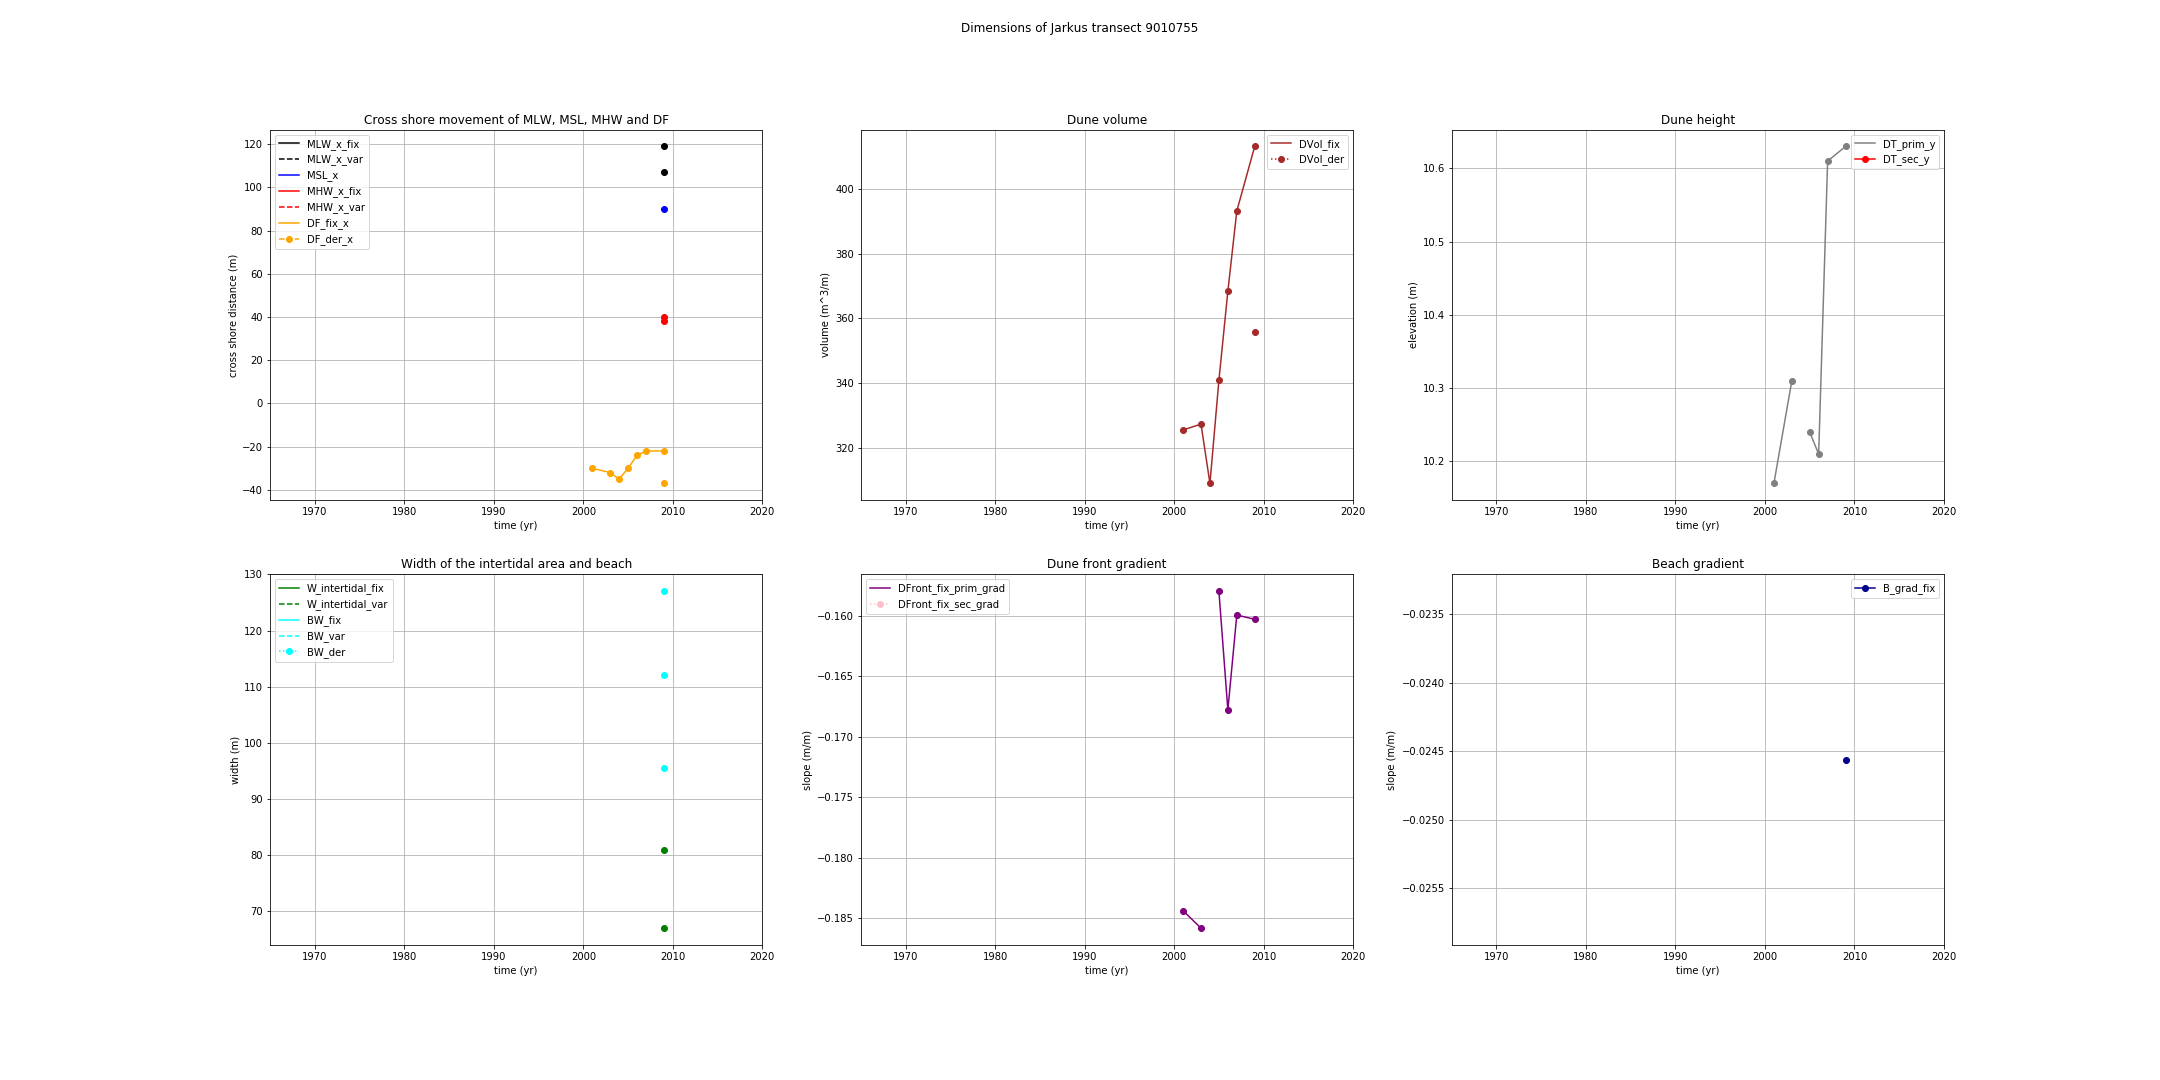 Dimensions of Jarkus transect 9010755
Cross shore movement of MLW, MSL, MHW and DF
120
100
80
60
40
20
0
−20
−40
cross shore distance (m)
MLW_x_fix
MLW_x_var
MSL_x
MHW_x_fix
MHW_x_var
DF_fix_x
DF_der_x
1970 1980 1990 2000 2010 2020
time (yr)
Dune volume
400
380
360
340
320
volume (m^3/m)
DVol_fix
DVol_der
1970 1980 1990 2000 2010 2020
time (yr)
Dune height
10.6
10.5
10.4
10.3
10.2
elevation (m)
DT_prim_y
DT_sec_y
1970 1980 1990 2000 2010 2020
time (yr)
Width of the intertidal area and beach
130
120
110
100
90
80
70
width (m)
W_intertidal_fix
W_intertidal_var
BW_fix
BW_var
BW_der
1970 1980 1990 2000 2010 2020
time (yr)
Dune front gradient
−0.160
−0.165
−0.170
−0.175
−0.180
−0.185
slope (m/m)
DFront_fix_prim_grad
DFront_fix_sec_grad
1970 1980 1990 2000 2010 2020
time (yr)
Beach gradient
−0.0235
−0.0240
−0.0245
−0.0250
−0.0255
slope (m/m)
B_grad_fix
1970 1980 1990 2000 2010 2020
time (yr)